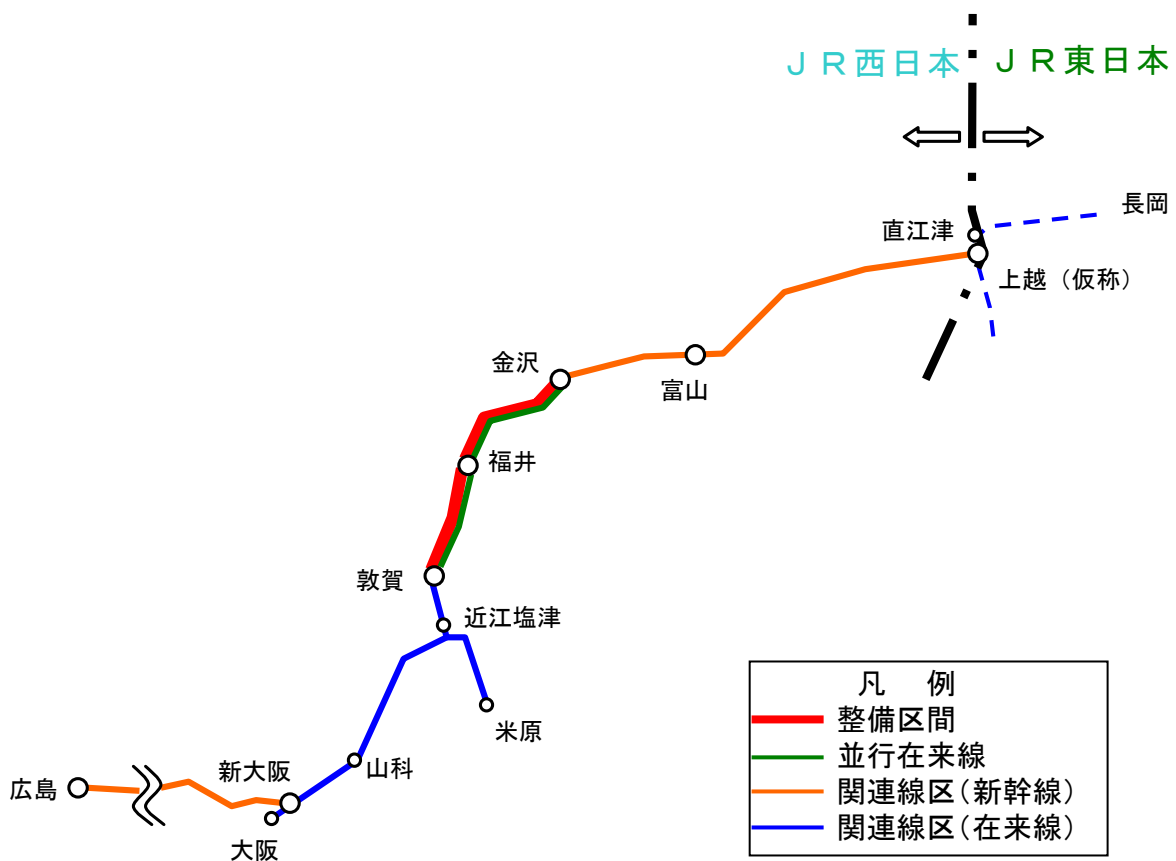 ＪＲ西日本
ＪＲ東日本
長岡
直江津
上越（仮称）
金沢
富山
福井
敦賀
近江塩津
米原
山科
新大阪
広島
大阪
凡　例
整備区間
並行在来線
関連線区（新幹線）
関連線区（在来線）